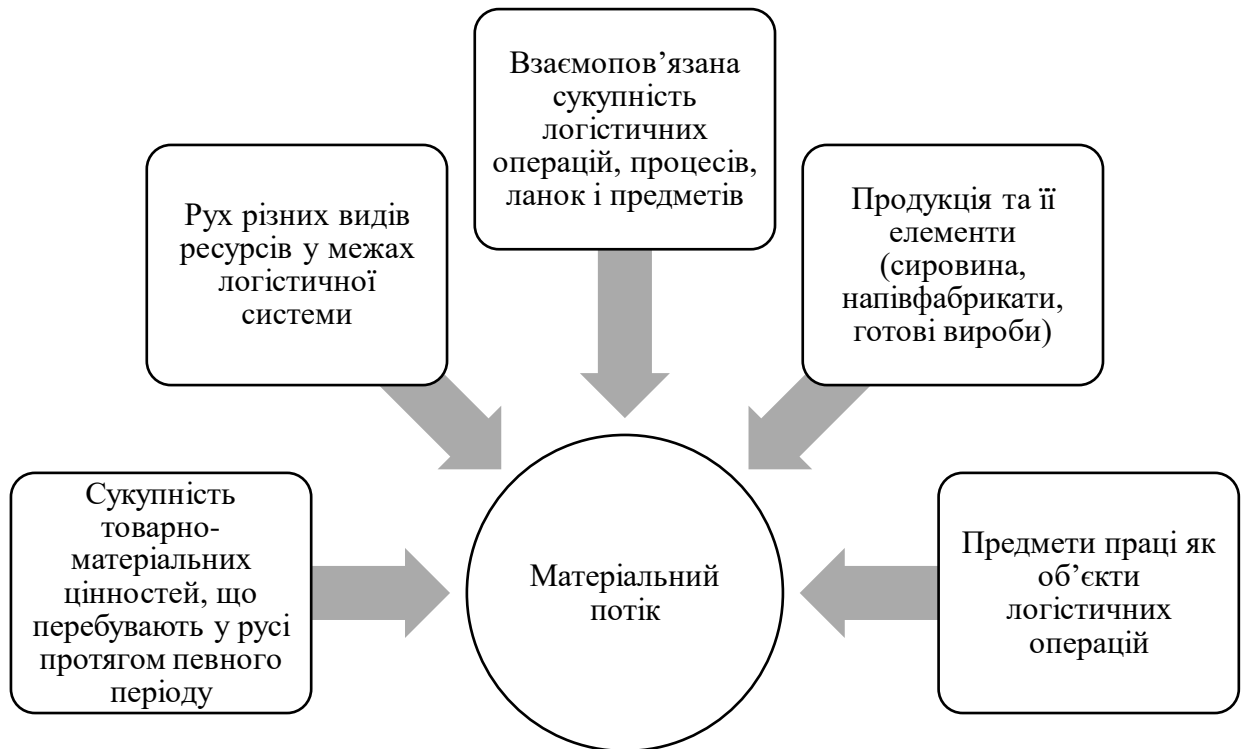 Сукупність
товарно-
матеріальних
цінностей, що
перебувають у русі
протягом певного
періоду
Рух різних видів
ресурсів у межах
логістичної
системи
Взаємопов’язана
сукупність
логістичних
операцій, процесів,
ланок і предметів
Продукція та її
елементи
(сировина,
напівфабрикати,
готові вироби)
Предмети праці як
об’єкти
логістичних
операцій
Матеріальний
потік